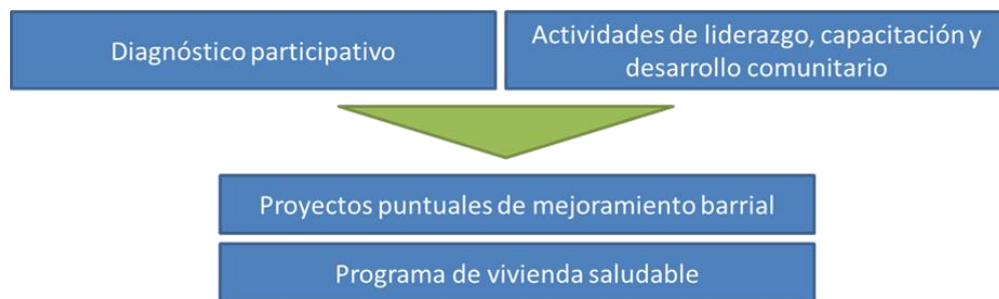 Diagnóstico participativo
Actividades de liderazgo, capacitación y
desarrollo comunitario
Proyectos puntuales de mejoramiento barrial
Programa de vivienda saludable